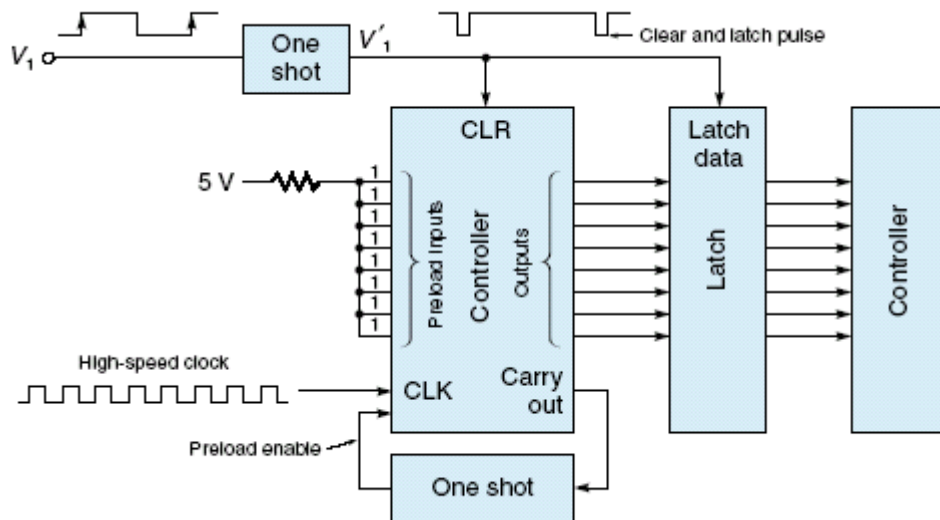 V₁
One
shot
V'₁
Clear and latch pulse
CLR
Latch
data
5 V
1
1
1
1
1
1
1
1
Preload Inputs
Controller
Outputs
Latch
Controller
High-speed clock
CLK
Carry
out
Preload enable
One shot